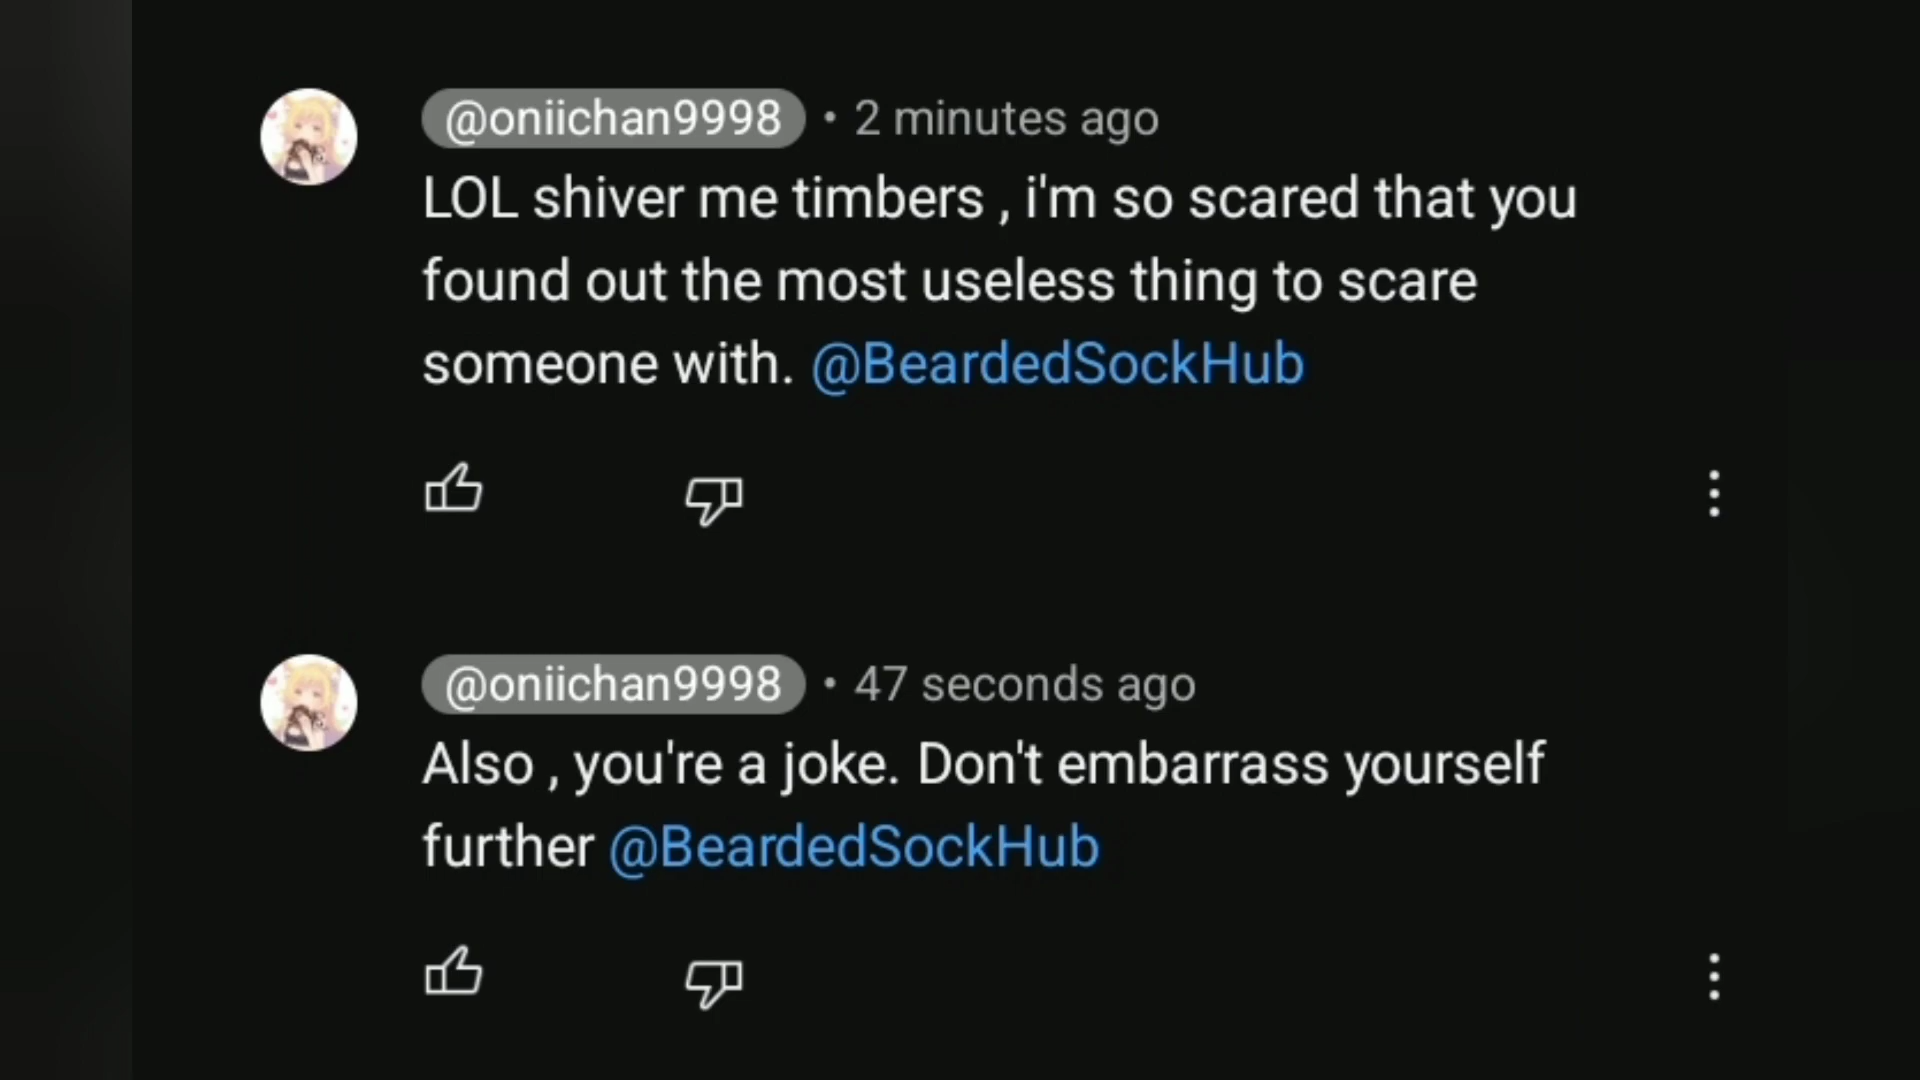 @oniichan9998 • 2 minutes ago
LOL shiver me timbers , i'm so scared that you
found out the most useless thing to scare
someone with. @BeardedSockHub
@oniichan9998 • 47 seconds ago
Also , you're a joke. Don't embarrass yourself
further @BeardedSockHub